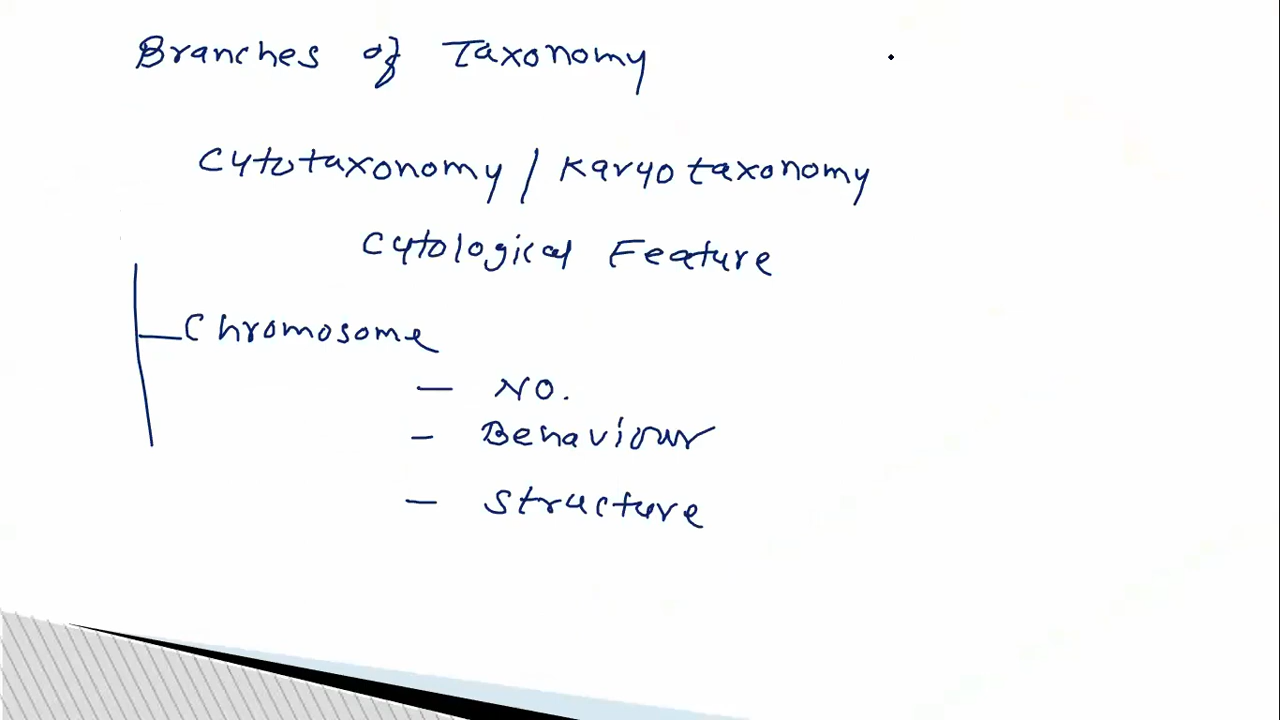 Branches of Taxonomy
Cytotaxonomy / Karyotaxonomy
Cytological Feature
Chromosome
- No.
- Behaviour
- Structure